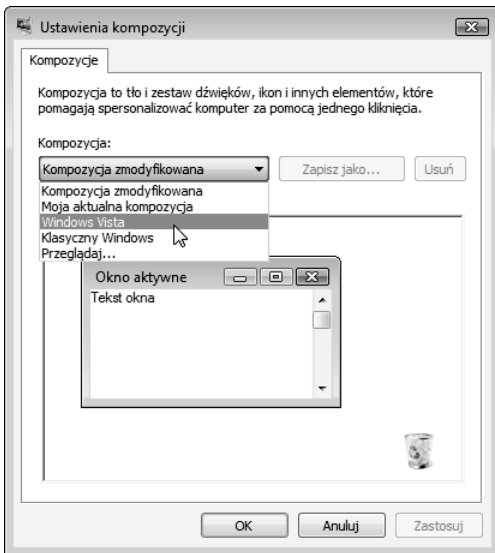 Ustawienia kompozycji
Kompozycje
Kompozycja to tło i zestaw dźwięków, ikon i innych elementów, które
pomagają spersonalizować komputer za pomocą jednego kliknięcia.
Kompozycja:
Kompozycja zmodyfikowana
Zapisz jako...
Usuń
Kompozycja zmodyfikowana
Moja aktualna kompozycja
Windows Vista
Klasyczny Windows
Przeglądaj...
Okno aktywne
Tekst okna
OK
Anuluj
Zastosuj